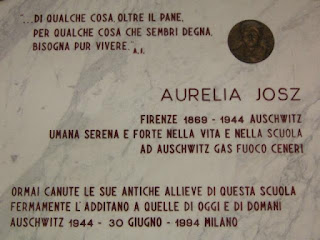 "...DI QUALCHE COSA OLTRE IL PANE,
PER QUALCHE COSA CHE SEMBRI DEGNA,
BISOGNA PUR VIVERE." A.J.
AURELIA JOSZ
FIRENZE 1869 - 1944 AUSCHWITZ
UMANA SERENA E FORTE NELLA VITA E NELLA SCUOLA
AD AUSCHWITZ GAS FUOCO CENERI
ORMAI CANUTE LE SUE ANTICHE ALLIEVE DI QUESTA SCUOLA
FERMAMENTE L'ADDITANO A QUELLE DI OGGI E DI DOMANI
AUSCHWITZ 1944 - 30 GIUGNO - 1994 MILANO